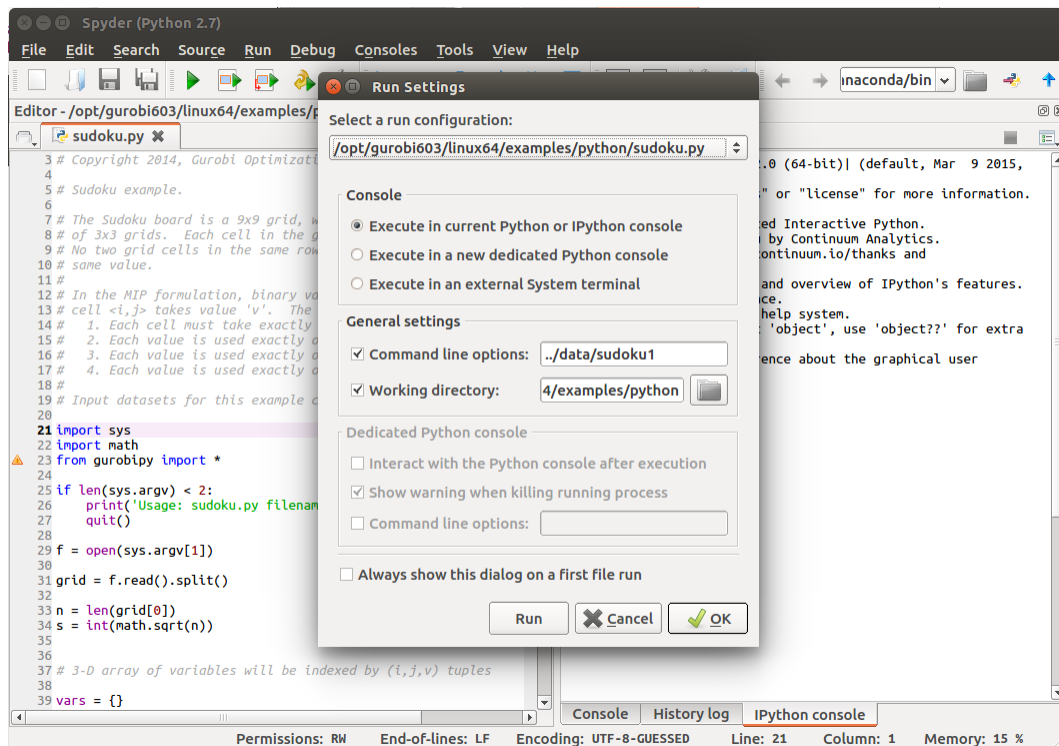 Spyder (Python 2.7)
File Edit Search Source Run Debug Consoles Tools View Help
naconda/bin
Editor - /opt/gurobi603/linux64/examples/p
sudoku.py
3 # Copyright 2014, Gurobi Optimizati
4
5 # Sudoku example.
6
7 # The Sudoku board is a 9x9 grid, w
8 # of 3x3 grids. Each cell in the g
9 # No two grid cells in the same row
10 # same value.
11 #
12 # In the MIP formulation, binary va
13 # cell <i,j> takes value 'v'. The
14 # 1. Each cell must take exactly
15 # 2. Each value is used exactly o
16 # 3. Each value is used exactly o
17 # 4. Each value is used exactly o
18 #
19 # Input datasets for this example c
20
21 import sys
22 import math
23 from gurobipy import *
24
25 if len(sys.argv) < 2:
26 print('Usage: sudoku.py filenam
27 quit()
28
29 f = open(sys.argv[1])
30
31 grid = f.read().split()
32
33 n = len(grid[0])
34 s = int(math.sqrt(n))
35
36
37 # 3-D array of variables will be indexed by (i,j,v) tuples
38
39 vars = {}
Run Settings
Select a run configuration:
/opt/gurobi603/linux64/examples/python/sudoku.py
Console
Execute in current Python or IPython console
Execute in a new dedicated Python console
Execute in an external System terminal
General settings
Command line options: ../data/sudoku1
Working directory: 4/examples/python
Dedicated Python console
Interact with the Python console after execution
Show warning when killing running process
Command line options:
Always show this dialog on a first file run
Run Cancel OK
2.0 (64-bit)| (default, Mar 9 2015,
" or "license" for more information.
ed Interactive Python.
by Continuum Analytics.
continuum.io/thanks and
and overview of IPython's features.
nce.
help system.
'object', use 'object??' for extra
rence about the graphical user
Console History log IPython console
Permissions: RW End-of-lines: LF Encoding: UTF-8-GUESSED Line: 21 Column: 1 Memory: 15 %